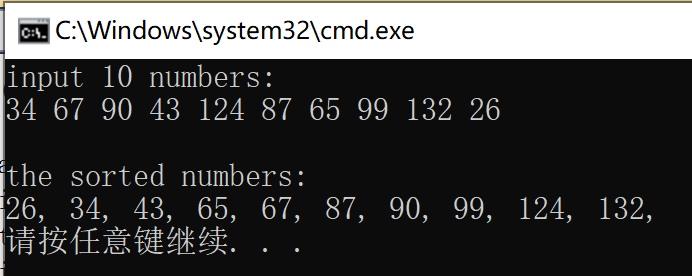 C:\Windows\system32\cmd.exe
input 10 numbers:
34 67 90 43 124 87 65 99 132 26
the sorted numbers:
26, 34, 43, 65, 67, 87, 90, 99, 124, 132,
请按任意键继续. . .